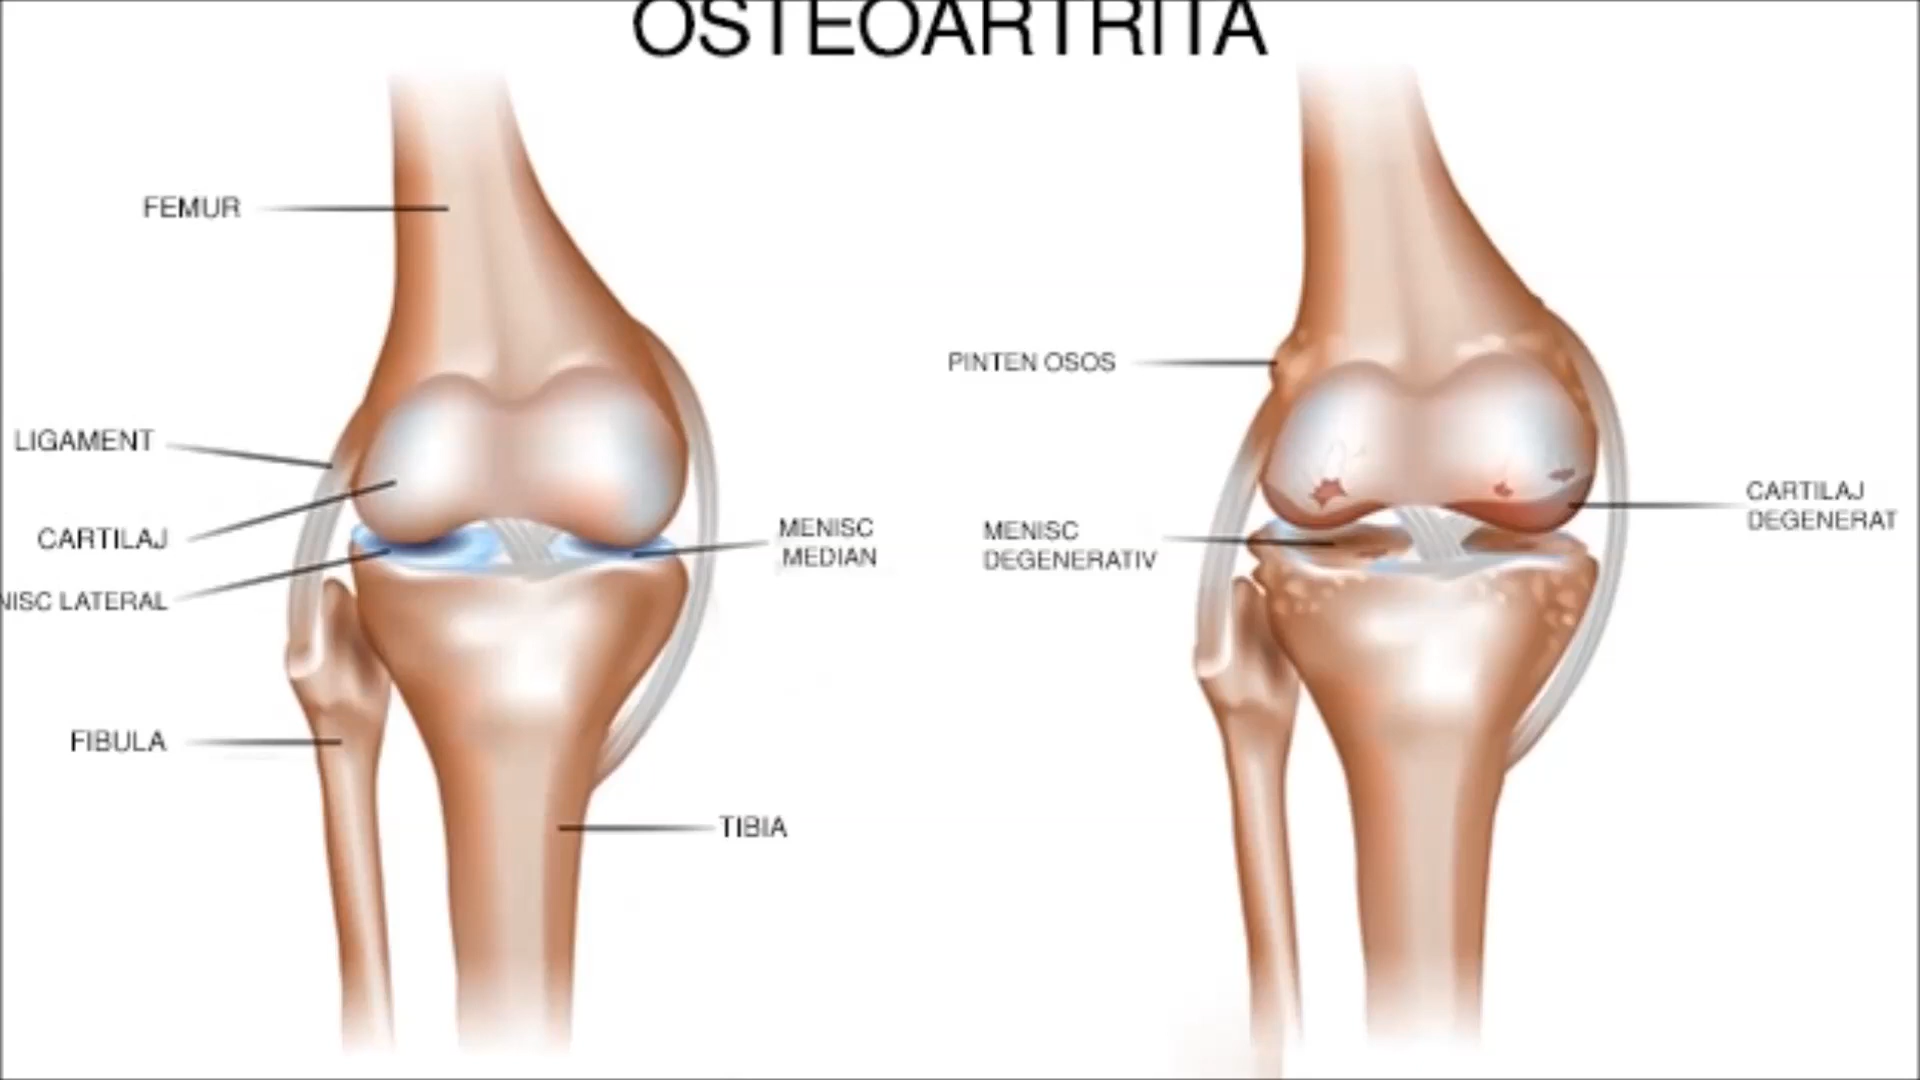 OSTEOARTRITA
FEMUR
LIGAMENT
CARTILAJ
NISC LATERAL
FIBULA
MENISC
MEDIAN
TIBIA
PINTEN OSOS
MENISC
DEGENERATIV
CARTILAJ
DEGENERAT